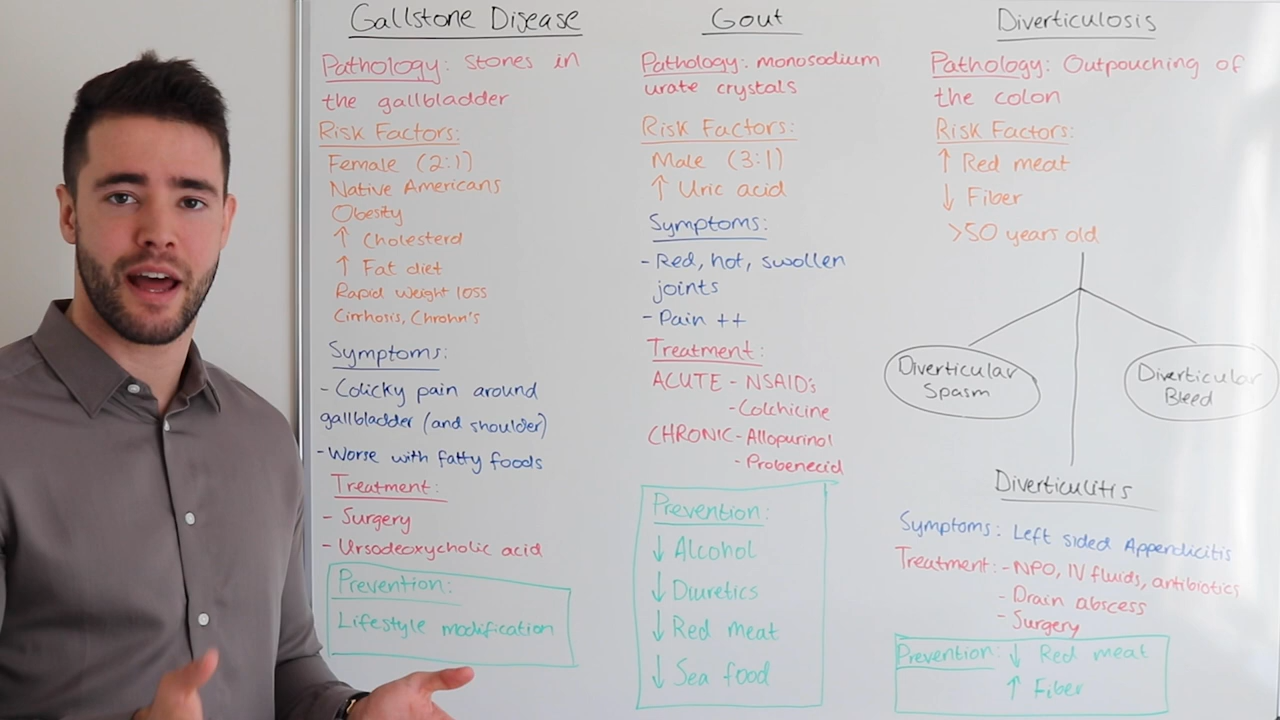 Gallstone Disease
Pathology: Stones in
the gallbladder
Risk Factors:
Female (2:1)
Native Americans
Obesity
↑ Cholesterol
↑ Fat diet
Rapid weight loss
Cirrhosis, Chrohn's
Symptoms:
- Colicky pain around
gallbladder (and shoulder)
- Worse with fatty foods
Treatment:
- Surgery
- Ursodeoxycholic acid
Prevention:
Lifestyle modification
Gout
Pathology: monosodium
urate crystals
Risk Factors:
Male (3:1)
↑ Uric acid
Symptoms:
- Red, hot, swollen
joints
- Pain ++
Treatment:
ACUTE - NSAID's
- Colchicine
CHRONIC - Allopurinol
- Probenecid
Prevention:
↓ Alcohol
↓ Diuretics
↓ Red meat
↓ Sea food
Diverticulosis
Pathology: Outpouching of
the colon
Risk Factors:
↑ Red meat
↓ Fiber
>50 years old
Diverticular
Spasm
Diverticular
Bleed
Diverticulitis
Symptoms: Left sided Appendicitis
Treatment: - NPO, IV fluids, antibiotics
- Drain abscess
- Surgery
Prevention: ↓ Red meat
↑ Fiber